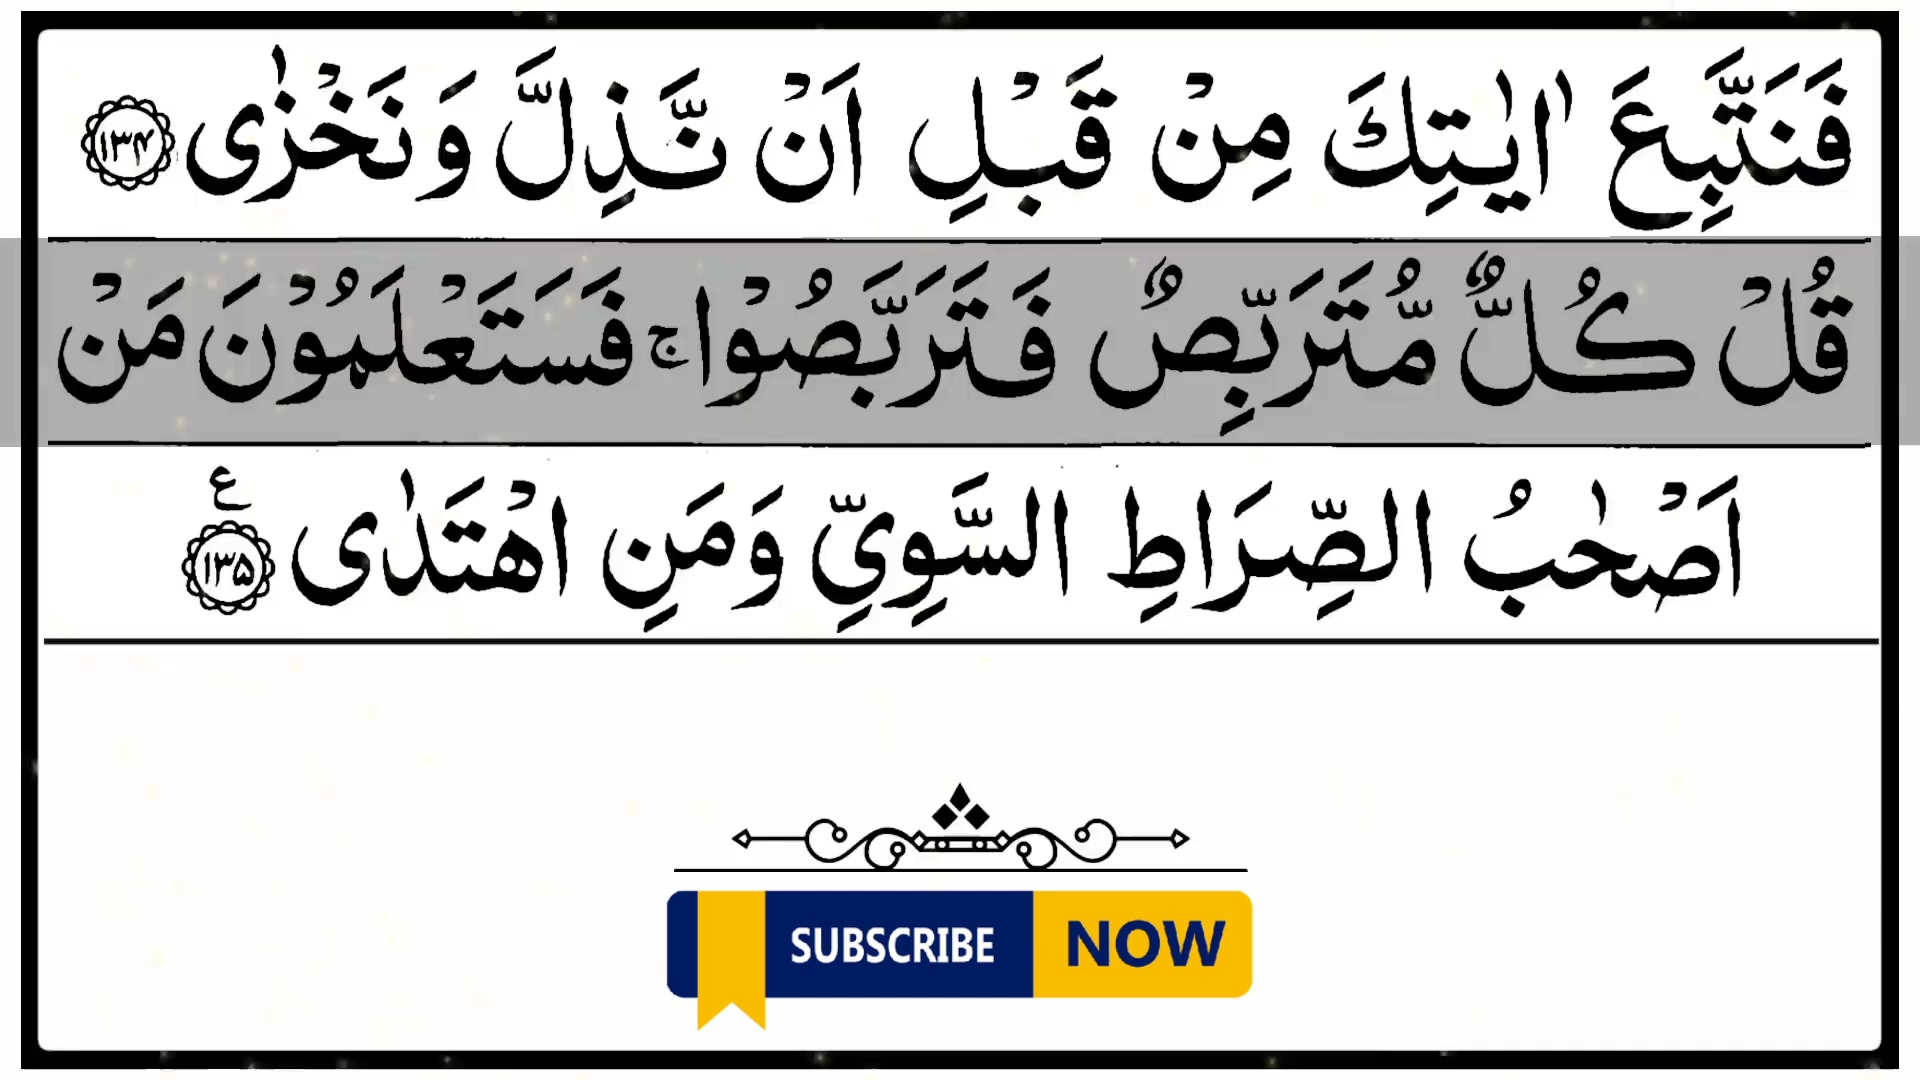 فَنَتَّبِعَ اٰيٰتِكَ مِنْ قَبْلِ اَنْ نَّذِلَّ وَ نَخْزٰى ۱۳۴
قُلْ كُلٌّ مُّتَرَبِّصٌ فَتَرَبَّصُوْا ج فَسَتَعْلَمُوْنَ مَنْ
اَصْحٰبُ الصِّرَاطِ السَّوِيِّ وَمَنِ اهْتَدٰى ۱۳۵ ع
SUBSCRIBE NOW